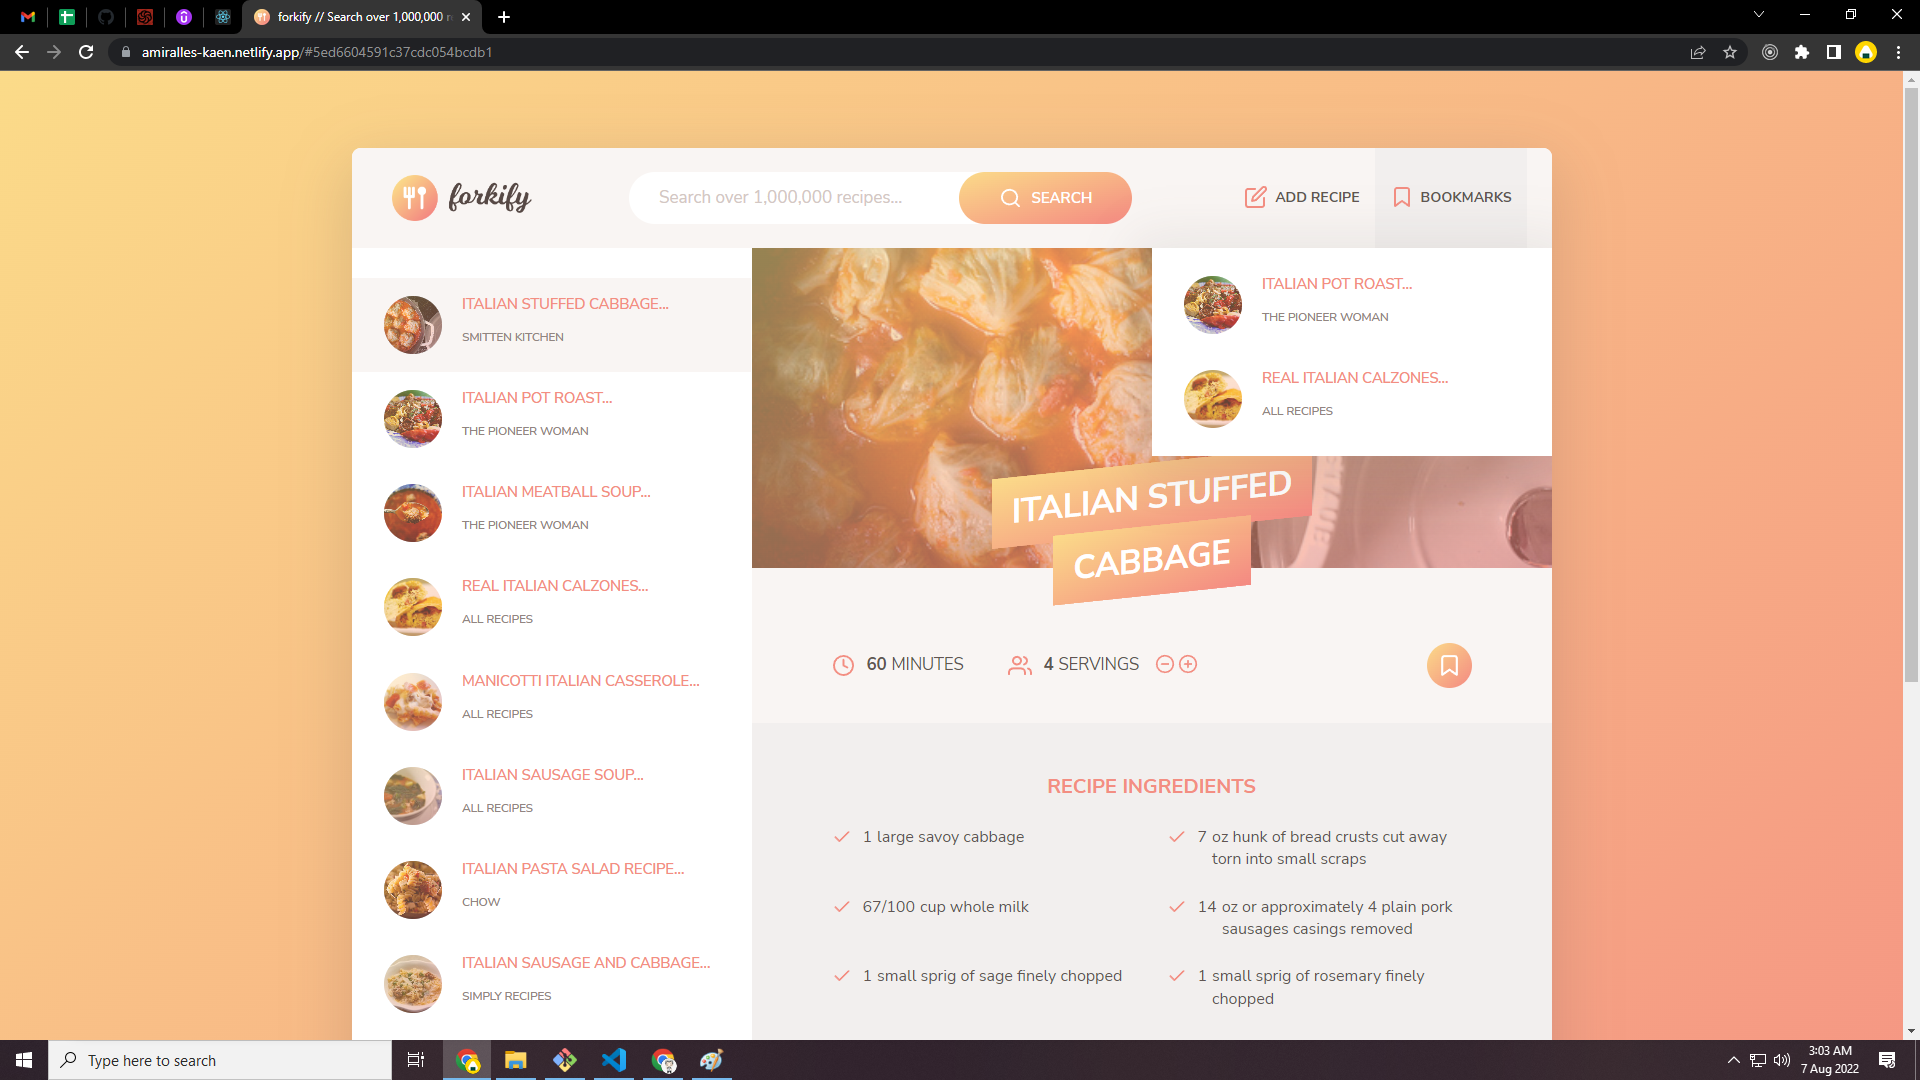 forkify // Search over 1,000,000 r
amiralles-kaen.netlify.app/#5ed6604591c37cdc054bcdb1
forkify
Search over 1,000,000 recipes...
SEARCH
ADD RECIPE
BOOKMARKS
ITALIAN STUFFED CABBAGE...
SMITTEN KITCHEN
ITALIAN POT ROAST...
THE PIONEER WOMAN
ITALIAN MEATBALL SOUP...
THE PIONEER WOMAN
REAL ITALIAN CALZONES...
ALL RECIPES
MANICOTTI ITALIAN CASSEROLE...
ALL RECIPES
ITALIAN SAUSAGE SOUP...
ALL RECIPES
ITALIAN PASTA SALAD RECIPE...
CHOW
ITALIAN SAUSAGE AND CABBAGE...
SIMPLY RECIPES
ITALIAN POT ROAST...
THE PIONEER WOMAN
REAL ITALIAN CALZONES...
ALL RECIPES
ITALIAN STUFFED
CABBAGE
60 MINUTES
4 SERVINGS
RECIPE INGREDIENTS
1 large savoy cabbage
7 oz hunk of bread crusts cut away
torn into small scraps
67/100 cup whole milk
14 oz or approximately 4 plain pork
sausages casings removed
1 small sprig of sage finely chopped
1 small sprig of rosemary finely
chopped
Type here to search
3:03 AM
7 Aug 2022